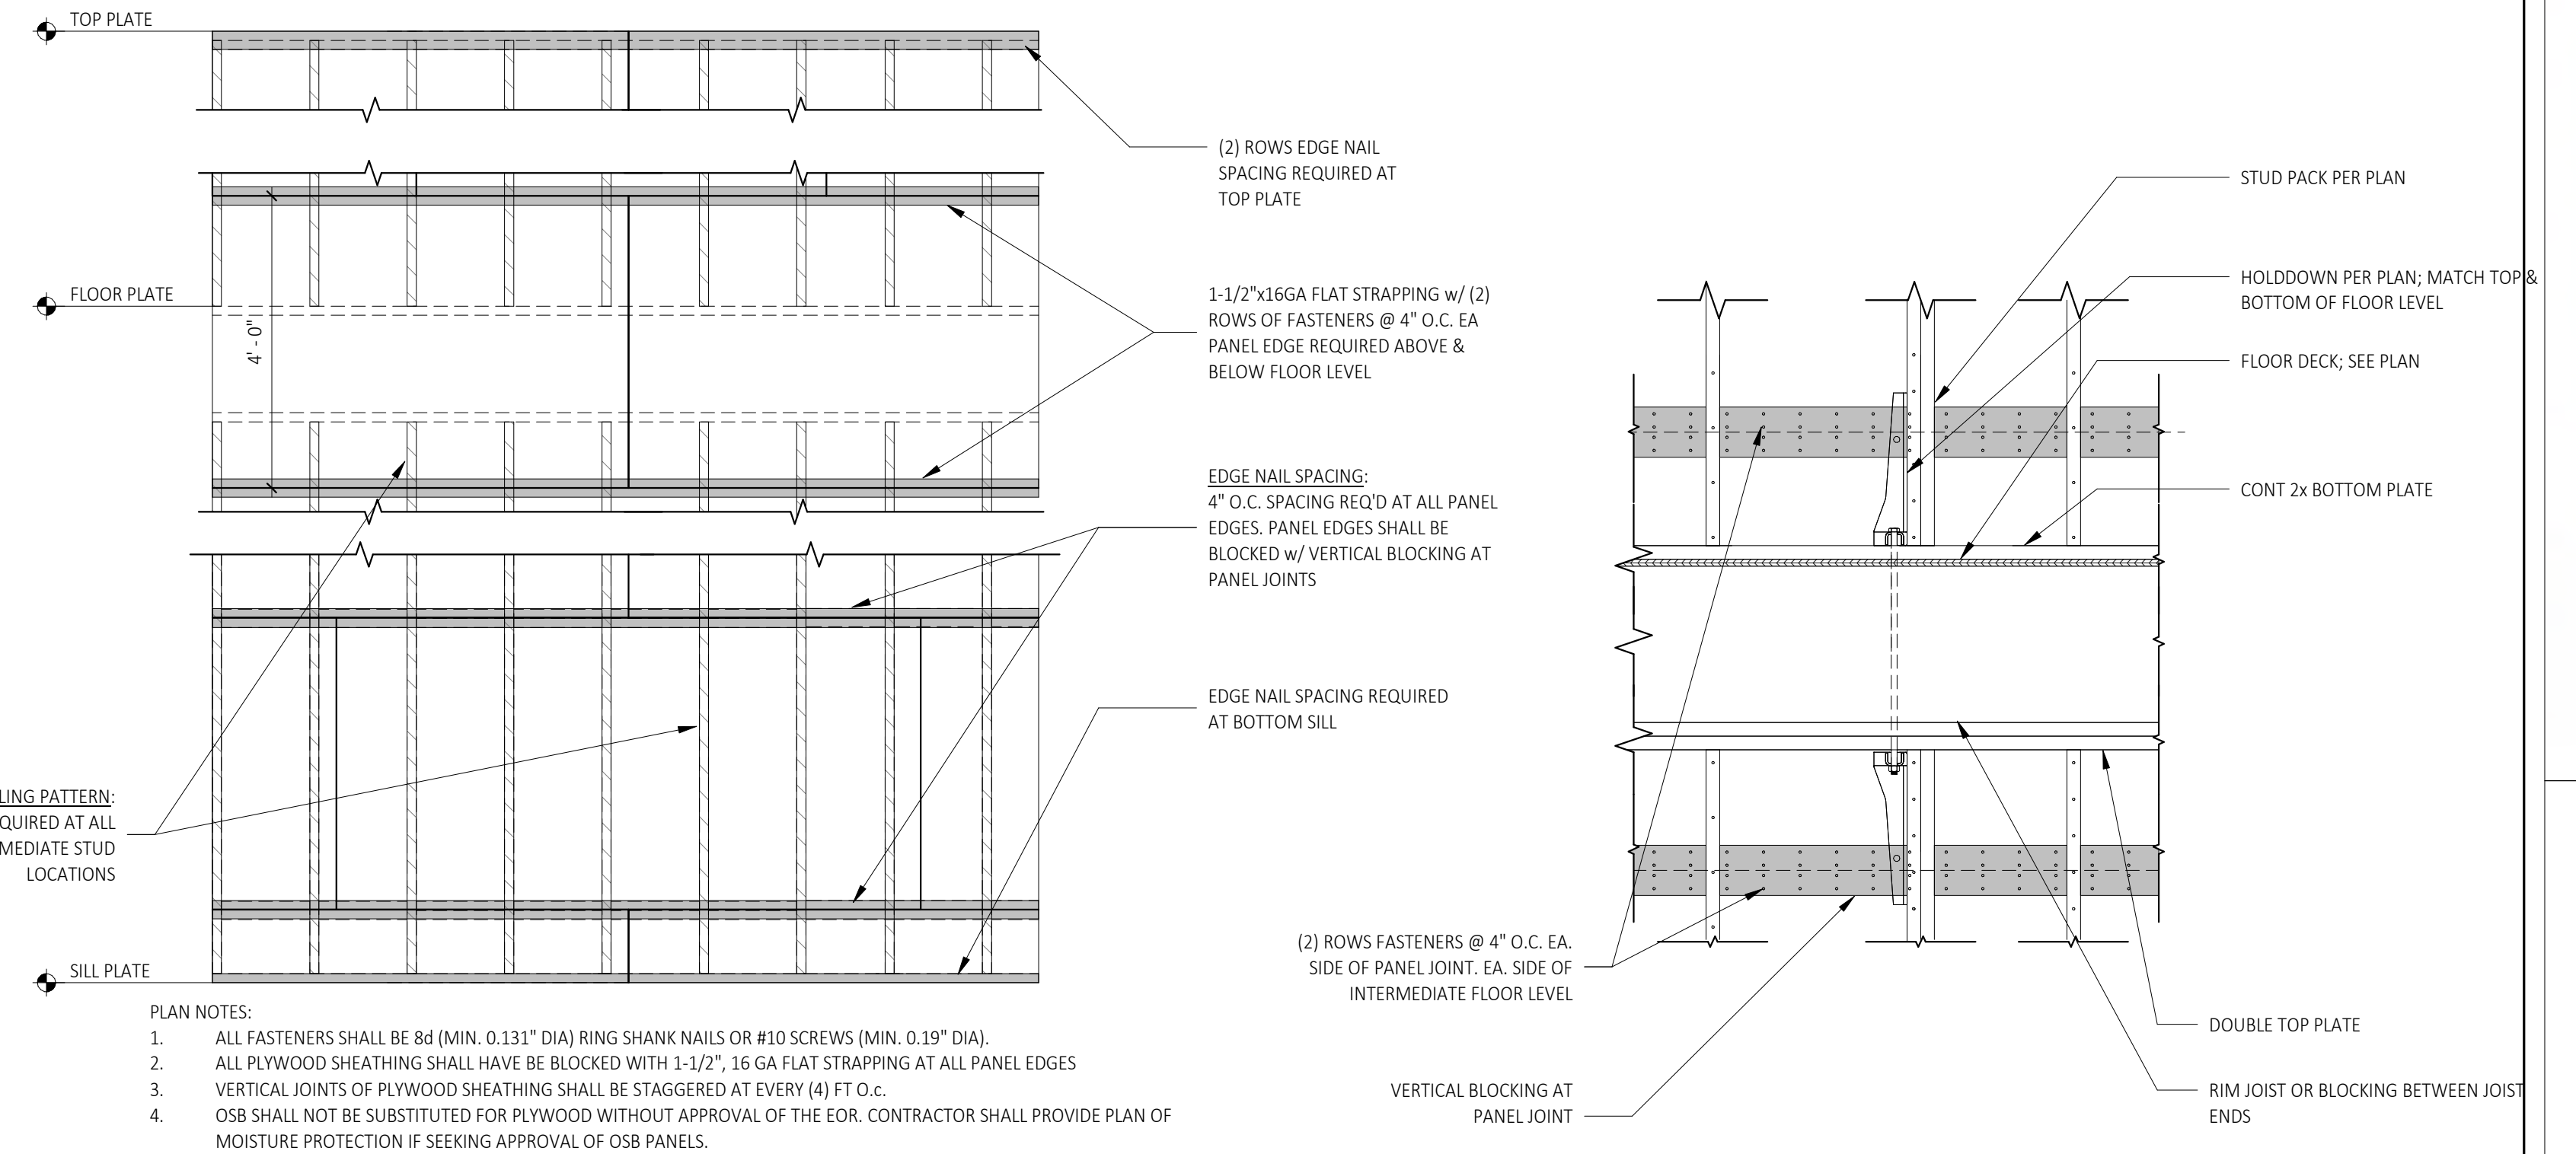 TOP PLATE
(2) ROWS EDGE NAIL
SPACING REQUIRED AT
TOP PLATE
FLOOR PLATE
4' - 0"
1-1/2"x16GA FLAT STRAPPING w/ (2)
ROWS OF FASTENERS @ 4" O.C. EA
PANEL EDGE REQUIRED ABOVE &
BELOW FLOOR LEVEL
EDGE NAIL SPACING:
4" O.C. SPACING REQ'D AT ALL PANEL
EDGES. PANEL EDGES SHALL BE
BLOCKED w/ VERTICAL BLOCKING AT
PANEL JOINTS
EDGE NAIL SPACING REQUIRED
AT BOTTOM SILL
LING PATTERN:
QUIRED AT ALL
MEDIATE STUD
LOCATIONS
SILL PLATE
PLAN NOTES:
1. ALL FASTENERS SHALL BE 8d (MIN. 0.131" DIA) RING SHANK NAILS OR #10 SCREWS (MIN. 0.19" DIA).
2. ALL PLYWOOD SHEATHING SHALL HAVE BE BLOCKED WITH 1-1/2", 16 GA FLAT STRAPPING AT ALL PANEL EDGES
3. VERTICAL JOINTS OF PLYWOOD SHEATHING SHALL BE STAGGERED AT EVERY (4) FT O.c.
4. OSB SHALL NOT BE SUBSTITUTED FOR PLYWOOD WITHOUT APPROVAL OF THE EOR. CONTRACTOR SHALL PROVIDE PLAN OF
MOISTURE PROTECTION IF SEEKING APPROVAL OF OSB PANELS.
STUD PACK PER PLAN
HOLDDOWN PER PLAN; MATCH TOP &
BOTTOM OF FLOOR LEVEL
FLOOR DECK; SEE PLAN
CONT 2x BOTTOM PLATE
(2) ROWS FASTENERS @ 4" O.C. EA.
SIDE OF PANEL JOINT. EA. SIDE OF
INTERMEDIATE FLOOR LEVEL
VERTICAL BLOCKING AT
PANEL JOINT
DOUBLE TOP PLATE
RIM JOIST OR BLOCKING BETWEEN JOIST
ENDS